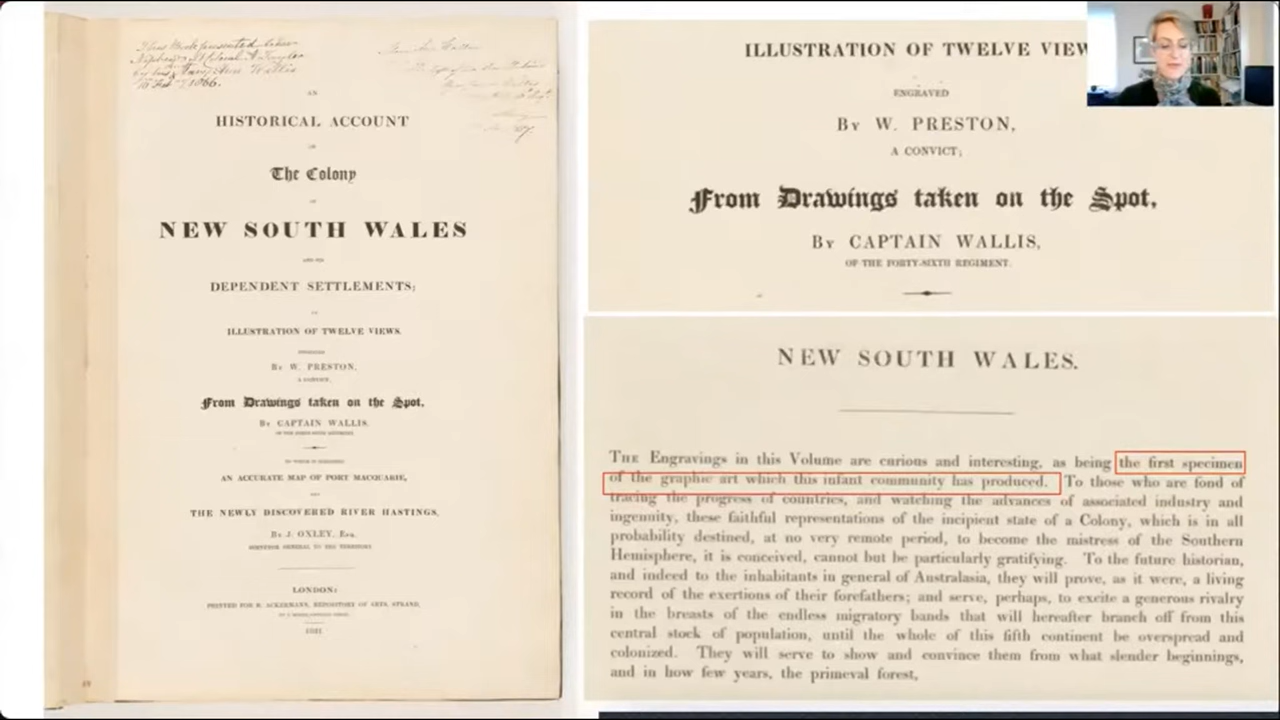 AN
HISTORICAL ACCOUNT
OF
The Colony
OF
NEW SOUTH WALES
AND ITS
DEPENDENT SETTLEMENTS;
IN
ILLUSTRATION OF TWELVE VIEWS.
ENGRAVED
By W. PRESTON,
A CONVICT;
From Drawings taken on the Spot,
By CAPTAIN WALLIS,
OF THE FORTY-SIXTH REGIMENT.
TO WHICH IS SUBJOINED
AN ACCURATE MAP OF PORT MACQUARIE,
AND
THE NEWLY DISCOVERED RIVER HASTINGS,
By J. OXLEY, Esq.
SURVEYOR GENERAL TO THE TERRITORY.
LONDON:
PRINTED FOR R. ACKERMANN, REPOSITORY OF ARTS, STRAND,
1821.
ILLUSTRATION OF TWELVE VIEW
ENGRAVED
By W. PRESTON,
A CONVICT;
From Drawings taken on the Spot,
By CAPTAIN WALLIS,
OF THE FORTY-SIXTH REGIMENT.
NEW SOUTH WALES.
The Engravings in this Volume are curious and interesting, as being the first specimen
of the graphic art which this infant community has produced. To those who are fond of
tracing the progress of countries, and watching the advances of associated industry and
ingenuity, these faithful representations of the incipient state of a Colony, which is in all
probability destined, at no very remote period, to become the mistress of the Southern
Hemisphere, it is conceived, cannot but be particularly gratifying. To the future historian,
and indeed to the inhabitants in general of Australasia, they will prove, as it were, a living
record of the exertions of their forefathers; and serve, perhaps, to excite a generous rivalry
in the breasts of the endless migratory bands that will hereafter branch off from this
central stock of population, until the whole of this fifth continent be overspread and
colonized. They will serve to show and convince them from what slender beginnings,
and in how few years, the primeval forest,